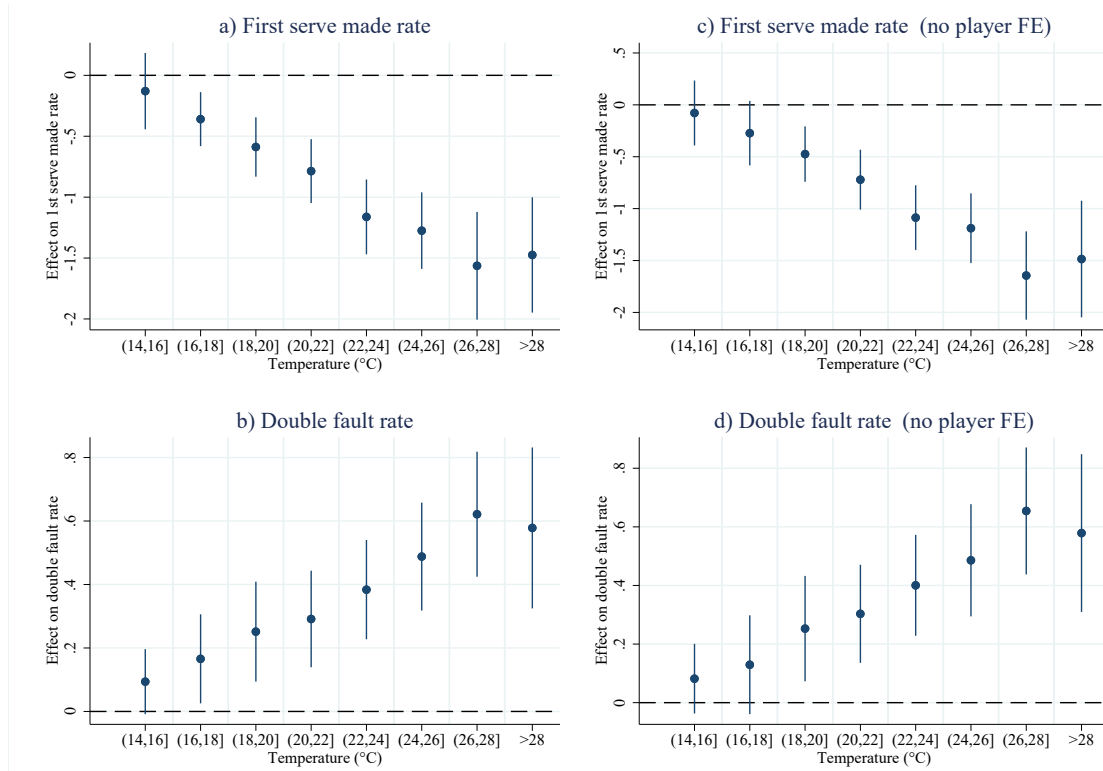 a) First serve made rate
Effect on 1st serve made rate
0
-.5
-1
-1.5
-2
(14,16] (16,18] (18,20] (20,22] (22,24] (24,26] (26,28] >28
Temperature (°C)
c) First serve made rate (no player FE)
Effect on 1st serve made rate
.5
0
-.5
-1
-1.5
-2
(14,16] (16,18] (18,20] (20,22] (22,24] (24,26] (26,28] >28
Temperature (°C)
b) Double fault rate
Effect on double fault rate
.8
.6
.4
.2
0
(14,16] (16,18] (18,20] (20,22] (22,24] (24,26] (26,28] >28
Temperature (°C)
d) Double fault rate (no player FE)
Effect on double fault rate
.8
.6
.4
.2
0
(14,16] (16,18] (18,20] (20,22] (22,24] (24,26] (26,28] >28
Temperature (°C)